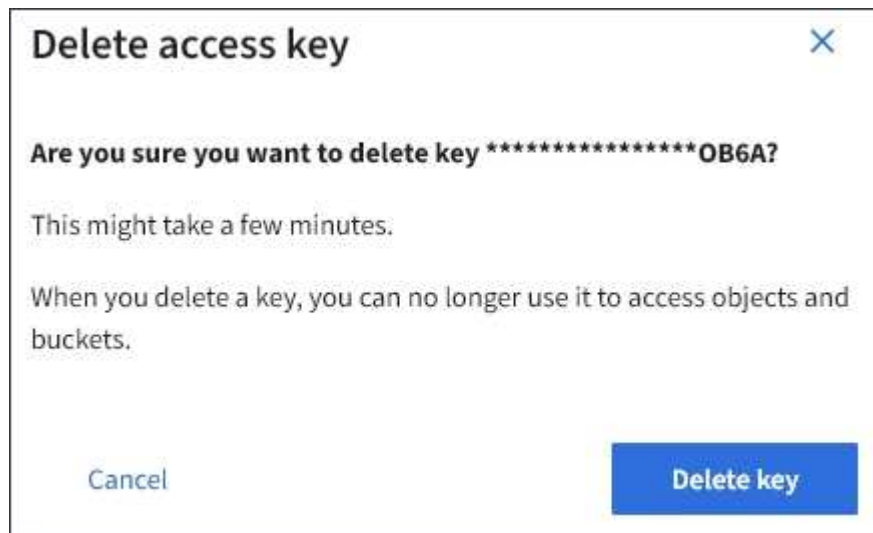 Delete access key
Are you sure you want to delete key ****************OB6A?
This might take a few minutes.
When you delete a key, you can no longer use it to access objects and
buckets.
Cancel
Delete key